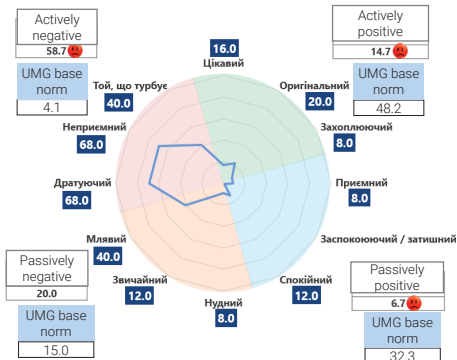 Actively
negative
58.7
UMG base
norm
4.1
16.0
Цікавий
Actively
positive
14.7
UMG base
norm
48.2
Той, що турбує
40.0
Оригінальний
20.0
Неприємний
68.0
Захоплюючий
8.0
Дратуючий
68.0
Приємний
8.0
Млявий
40.0
Заспокоюючий / затишний
Звичайний
12.0
Спокійний
12.0
Нудний
8.0
Passively
negative
20.0
UMG base
norm
15.0
Passively
positive
6.7
UMG base
norm
32.3